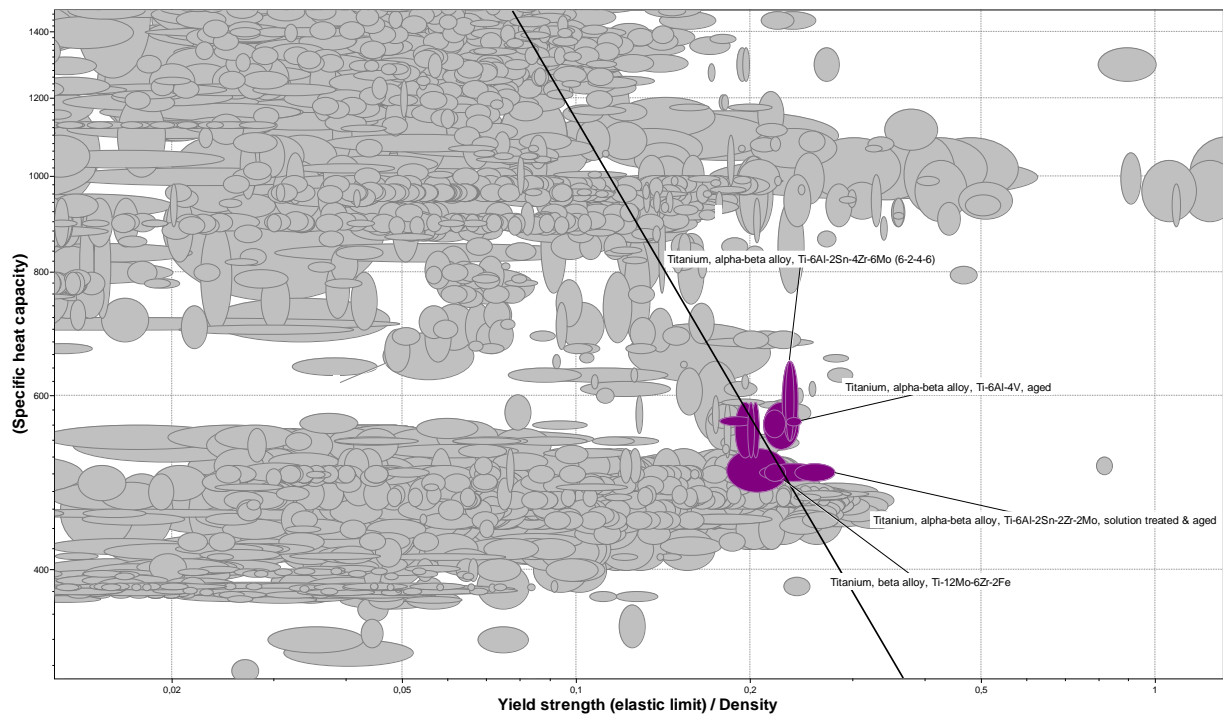 1400
1200
1000
800
600
400
(Specific heat capacity)
Titanium, alpha-beta alloy, Ti-6Al-2Sn-4Zr-6Mo (6-2-4-6)
Titanium, alpha-beta alloy, Ti-6Al-4V, aged
Titanium, alpha-beta alloy, Ti-6Al-2Sn-2Zr-2Mo, solution treated & aged
Titanium, beta alloy, Ti-12Mo-6Zr-2Fe
0,02
0,05
0,1
0,2
0,5
1
Yield strength (elastic limit) / Density